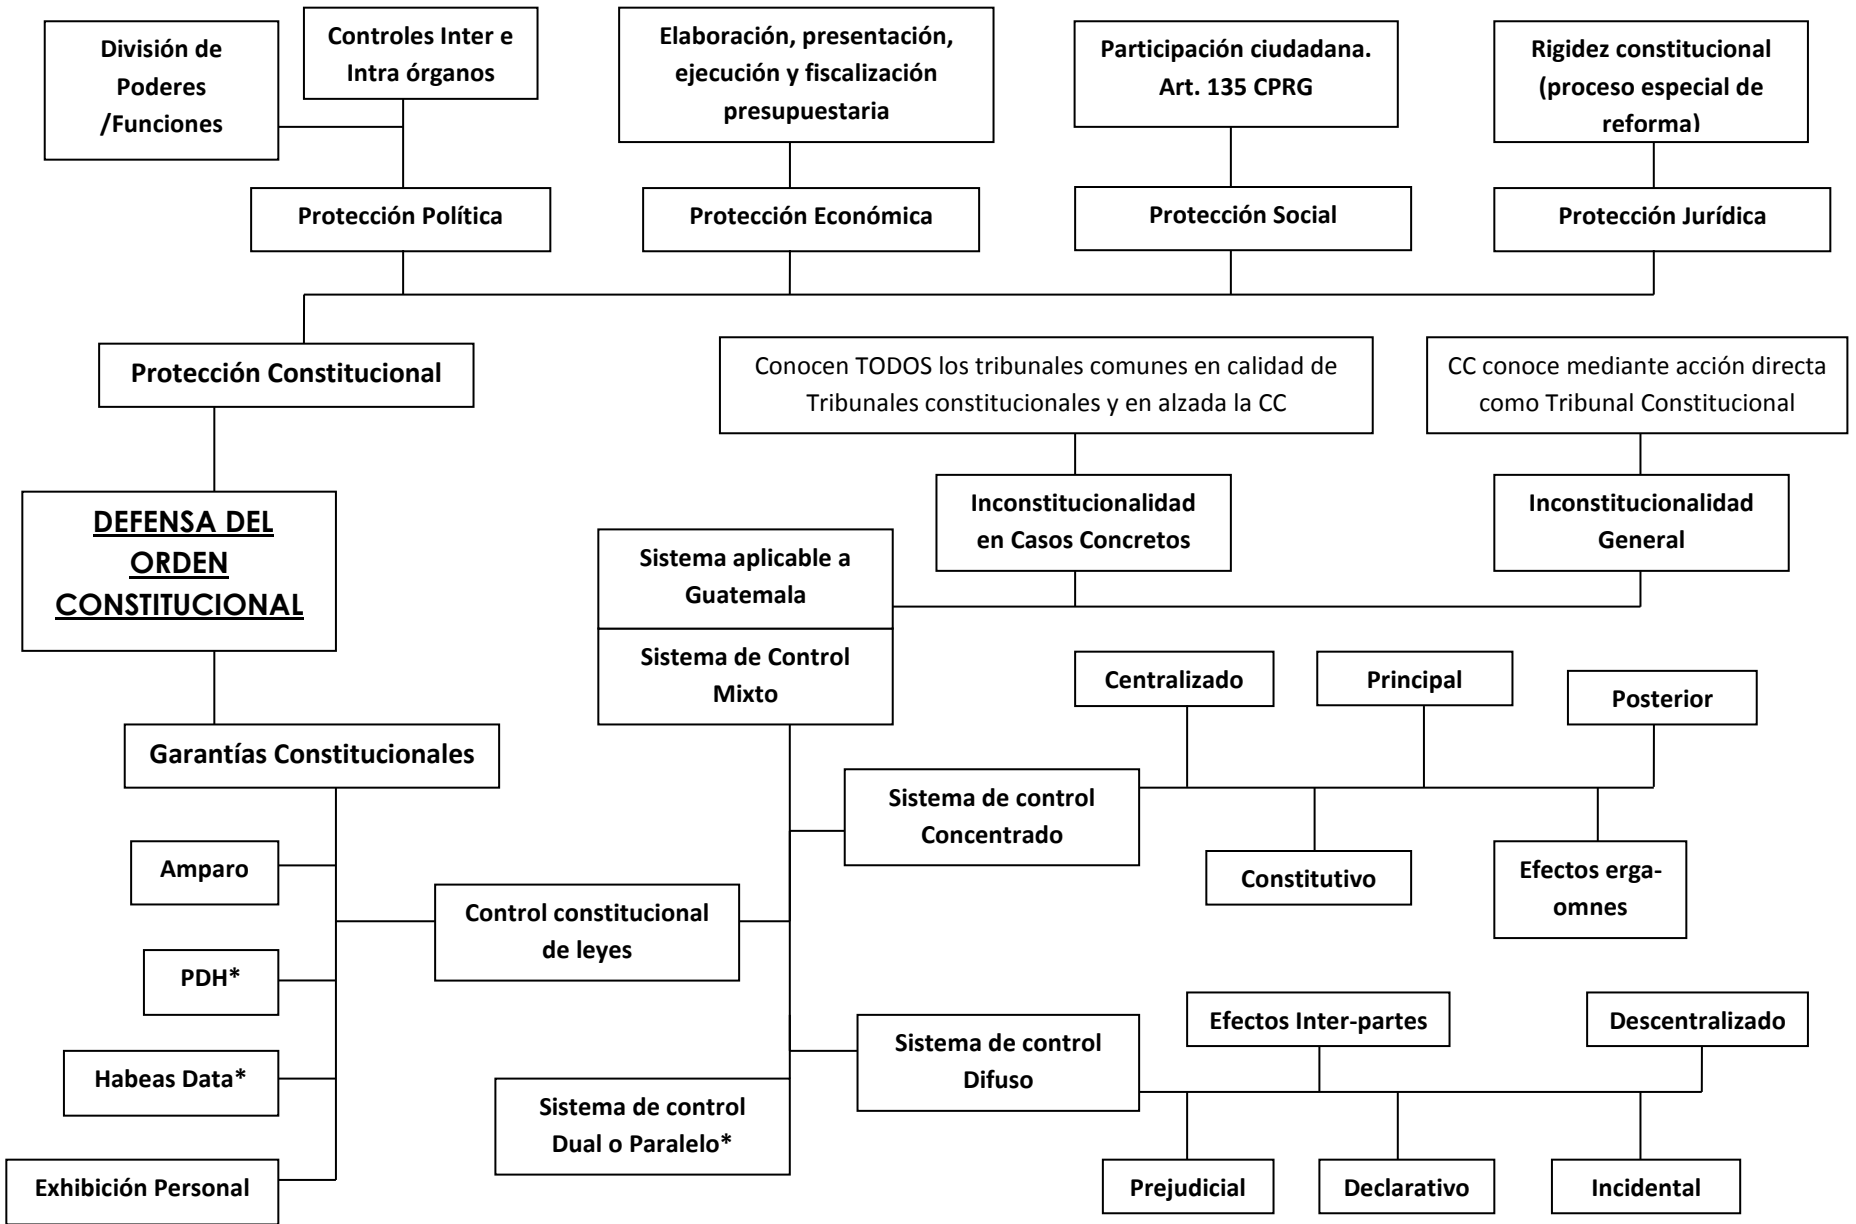 División de
Poderes
/Funciones
Controles Inter e
Intra órganos
Elaboración, presentación,
ejecución y fiscalización
presupuestaria
Participación ciudadana.
Art. 135 CPRG
Rigidez constitucional
(proceso especial de
reforma)
Protección Política
Protección Económica
Protección Social
Protección Jurídica
Protección Constitucional
Conocen TODOS los tribunales comunes en calidad de
Tribunales constitucionales y en alzada la CC
CC conoce mediante acción directa
como Tribunal Constitucional
DEFENSA DEL
ORDEN
CONSTITUCIONAL
Inconstitucionalidad
en Casos Concretos
Inconstitucionalidad
General
Sistema aplicable a
Guatemala
Sistema de Control
Mixto
Centralizado
Principal
Posterior
Garantías Constitucionales
Sistema de control
Concentrado
Constitutivo
Efectos erga-
omnes
Amparo
Control constitucional
de leyes
PDH*
Efectos Inter-partes
Descentralizado
Sistema de control
Difuso
Habeas Data*
Sistema de control
Dual o Paralelo*
Exhibición Personal
Prejudicial
Declarativo
Incidental